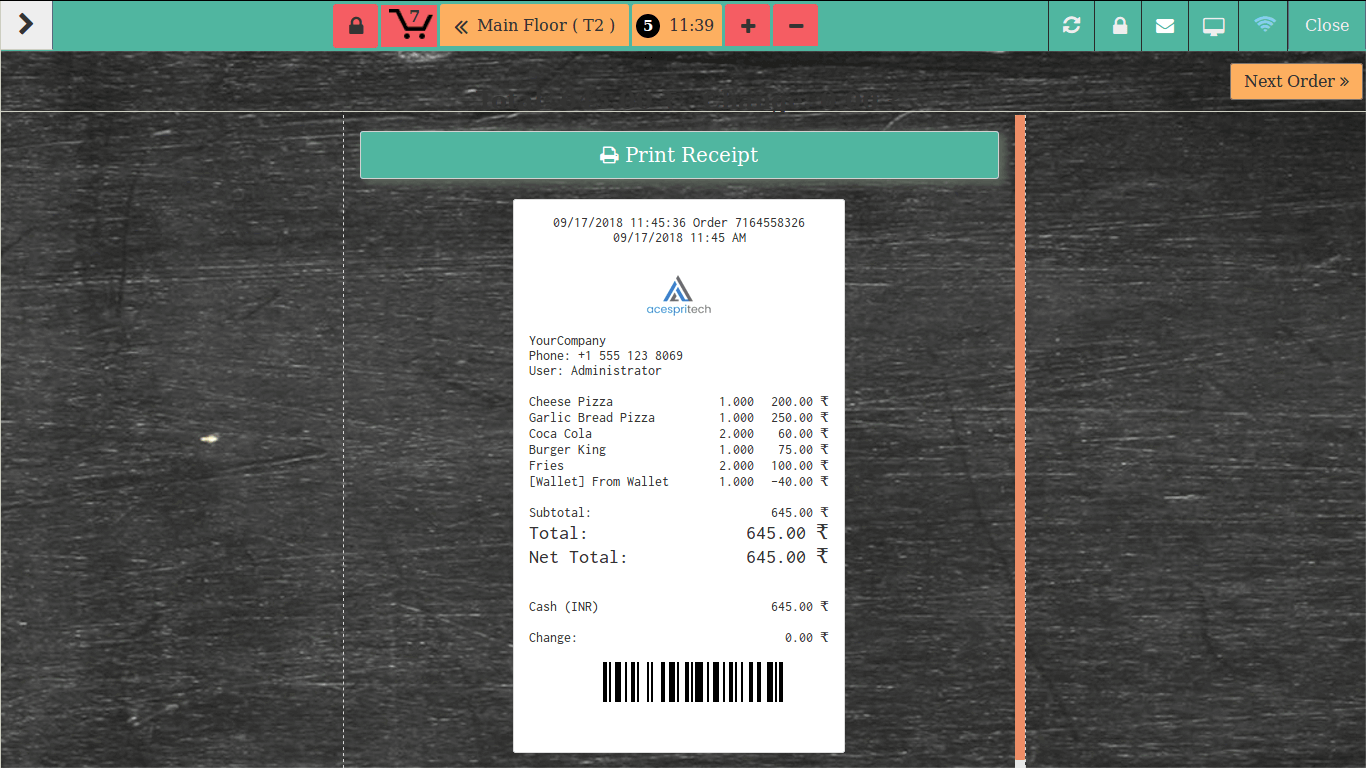 7
Main Floor ( T2 )
5 11:39
Close
Next Order
Print Receipt
09/17/2018 11:45:36 Order 7164558326
09/17/2018 11:45 AM
acespritech
YourCompany
Phone: +1 555 123 8069
User: Administrator
Cheese Pizza 1.000 200.00 ₹
Garlic Bread Pizza 1.000 250.00 ₹
Coca Cola 2.000 60.00 ₹
Burger King 1.000 75.00 ₹
Fries 2.000 100.00 ₹
[Wallet] From Wallet 1.000 -40.00 ₹
Subtotal: 645.00 ₹
Total: 645.00 ₹
Net Total: 645.00 ₹
Cash (INR) 645.00 ₹
Change: 0.00 ₹